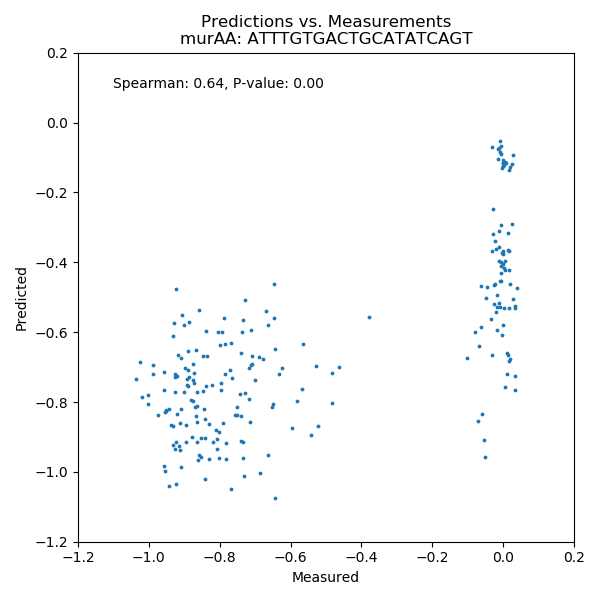 Predictions vs. Measurements
murAA: ATTTGTGACTGCATATCAGT
Spearman: 0.64, P-value: 0.00
0.2
0.0
−0.2
−0.4
−0.6
−0.8
−1.0
−1.2
Predicted
−1.2 −1.0 −0.8 −0.6 −0.4 −0.2 0.0 0.2
Measured